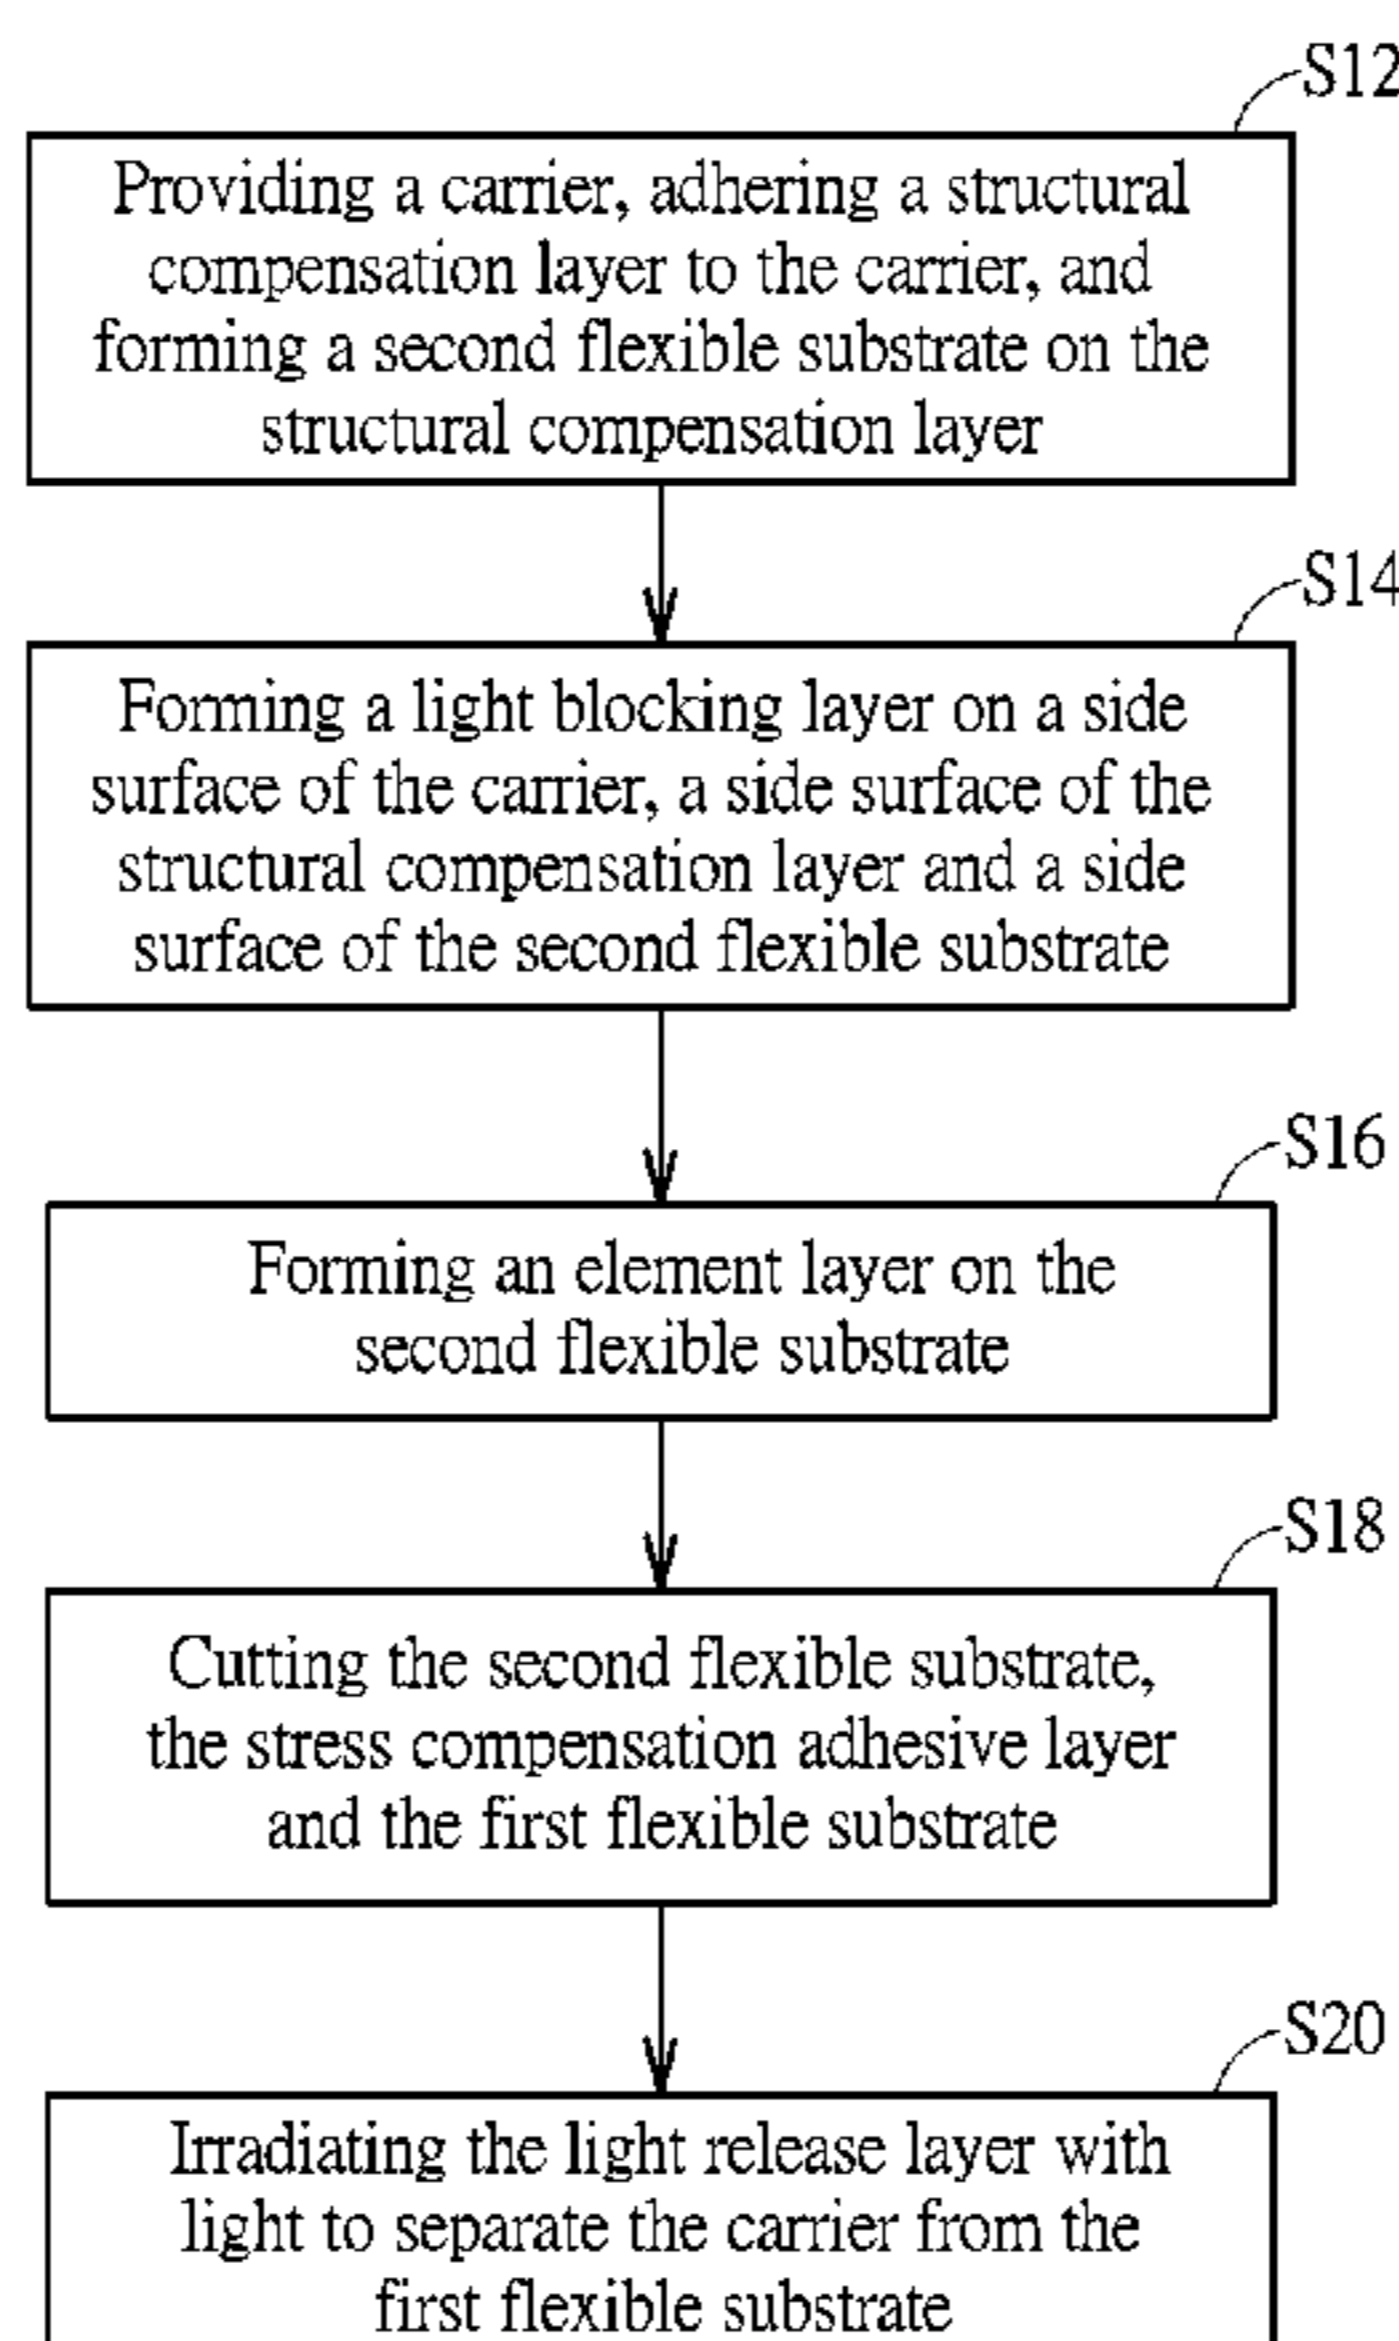 S12
Providing a carrier, adhering a structural
compensation layer to the carrier, and
forming a second flexible substrate on the
structural compensation layer
S14
Forming a light blocking layer on a side
surface of the carrier, a side surface of the
structural compensation layer and a side
surface of the second flexible substrate
S16
Forming an element layer on the
second flexible substrate
S18
Cutting the second flexible substrate,
the stress compensation adhesive layer
and the first flexible substrate
S20
Irradiating the light release layer with
light to separate the carrier from the
first flexible substrate